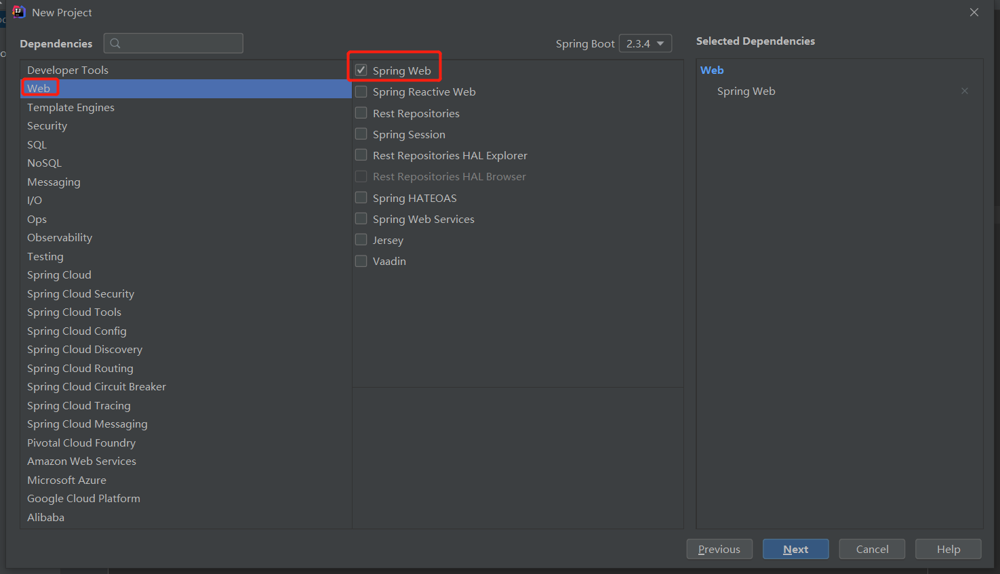 New Project
Dependencies
Spring Boot 2.3.4
Selected Dependencies
Developer Tools
Web
Template Engines
Security
SQL
NoSQL
Messaging
I/O
Ops
Observability
Testing
Spring Cloud
Spring Cloud Security
Spring Cloud Tools
Spring Cloud Config
Spring Cloud Discovery
Spring Cloud Routing
Spring Cloud Circuit Breaker
Spring Cloud Tracing
Spring Cloud Messaging
Pivotal Cloud Foundry
Amazon Web Services
Microsoft Azure
Google Cloud Platform
Alibaba
Spring Web
Spring Reactive Web
Rest Repositories
Spring Session
Rest Repositories HAL Explorer
Rest Repositories HAL Browser
Spring HATEOAS
Spring Web Services
Jersey
Vaadin
Web
Spring Web
Previous
Next
Cancel
Help